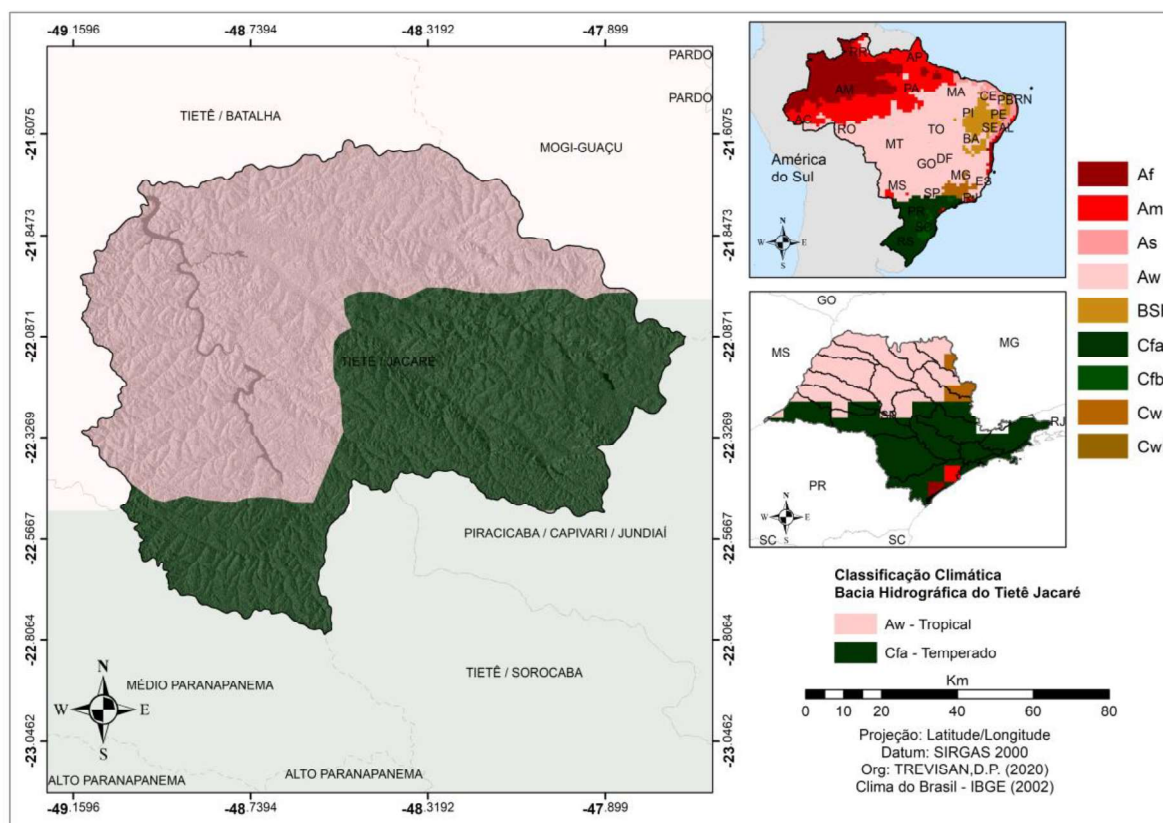 -49.1596 -48.7394 -48.3192 -47.899
PARDO
PARDO
TIETÊ / BATALHA
MOGI-GUAÇU
-21.6075
-21.8473
-22.0871
-22.3269
-22.5667
-22.8064
-23.0462
-21.6075
-21.8473
-22.0871
-22.3269
-22.5667
-22.8064
-23.0462
TIETÊ / JACARÉ
PIRACICABA / CAPIVARI / JUNDIAÍ
TIETÊ / SOROCABA
MÉDIO PARANAPANEMA
ALTO PARANAPANEMA
ALTO PARANAPANEMA
N
W E
S
-49.1596 -48.7394 -48.3192 -47.899
RR AP
AM PA MA CE RN
PB
AC RO TO PI PE
SE AL
MT BA
GO DF
MS MG ES
SP RJ
PR
SC
RS
América
do Sul
N
W E
S
GO
MS MG
SP
RJ
PR
SC SC
N
W E
S
Af
Am
As
Aw
BSh
Cfa
Cfb
Cw
Cw
Classificação Climática
Bacia Hidrográfica do Tietê Jacaré
Aw - Tropical
Cfa - Temperado
Km
0 10 20 40 60 80
Projeção: Latitude/Longitude
Datum: SIRGAS 2000
Org: TREVISAN,D.P. (2020)
Clima do Brasil - IBGE (2002)